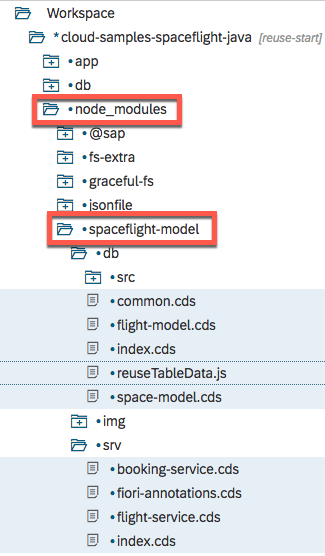 Workspace
*cloud-samples-spaceflight-java [reuse-start]
•app
•db
•node_modules
•@sap
•fs-extra
•graceful-fs
•jsonfile
•spaceflight-model
•db
•src
•common.cds
•flight-model.cds
•index.cds
•reuseTableData.js
•space-model.cds
•img
•srv
•booking-service.cds
•fiori-annotations.cds
•flight-service.cds
•index.cds